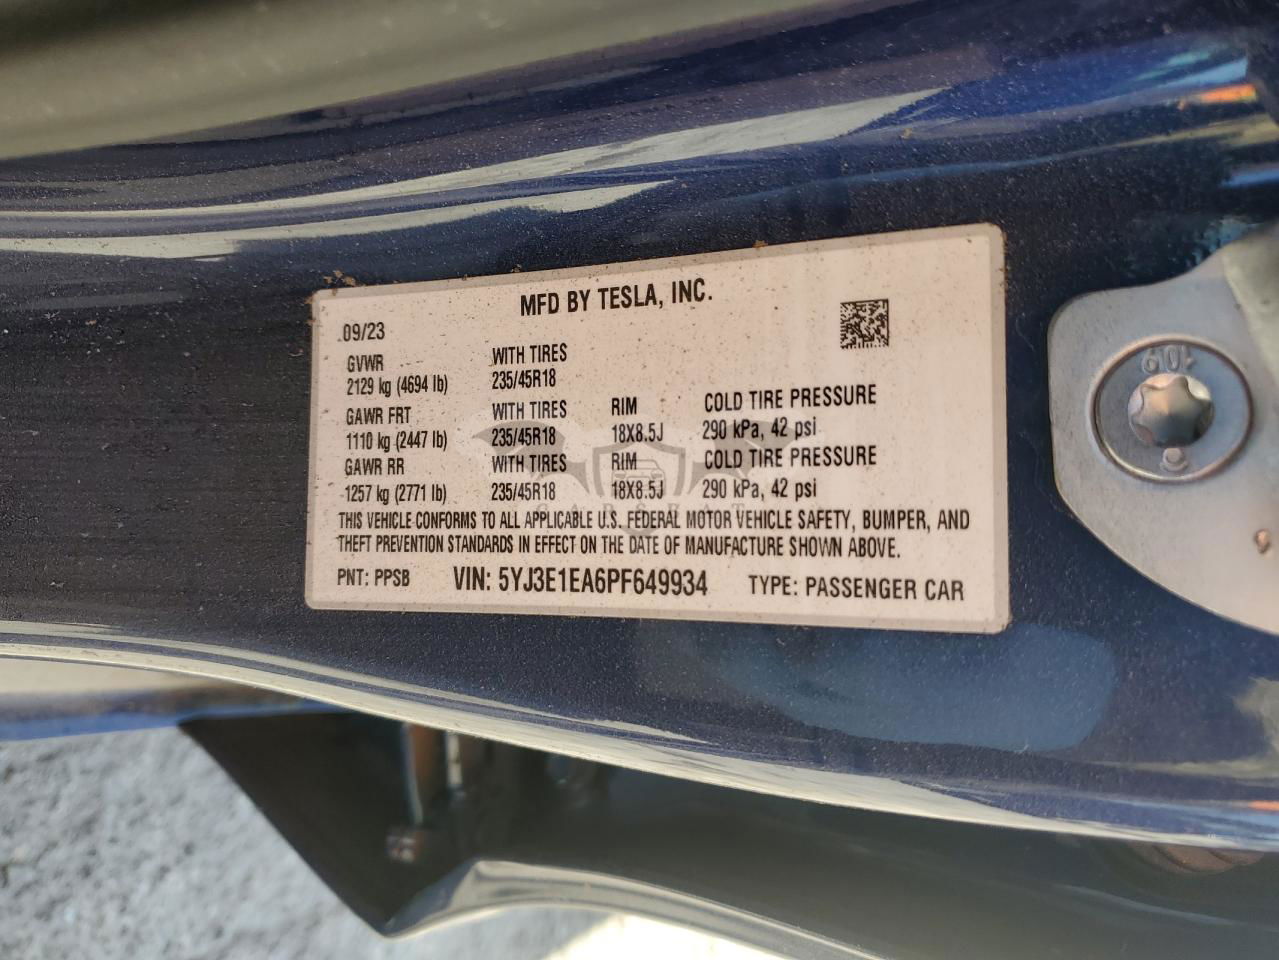 MFD BY TESLA, INC.
09/23
GVWR WITH TIRES
2129 kg (4694 lb) 235/45R18
GAWR FRT WITH TIRES RIM COLD TIRE PRESSURE
1110 kg (2447 lb) 235/45R18 18X8.5J 290 kPa, 42 psi
GAWR RR WITH TIRES RIM COLD TIRE PRESSURE
1257 kg (2771 lb) 235/45R18 18X8.5J 290 kPa, 42 psi
THIS VEHICLE CONFORMS TO ALL APPLICABLE U.S. FEDERAL MOTOR VEHICLE SAFETY, BUMPER, AND
THEFT PREVENTION STANDARDS IN EFFECT ON THE DATE OF MANUFACTURE SHOWN ABOVE.
PNT: PPSB VIN: 5YJ3E1EA6PF649934 TYPE: PASSENGER CAR
10.9